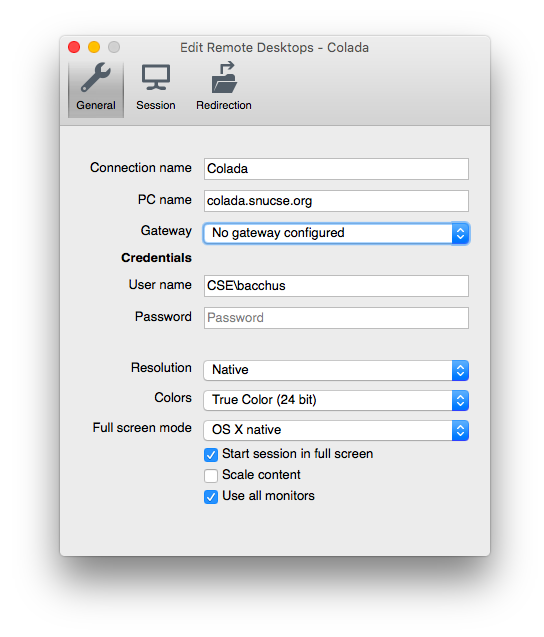 Edit Remote Desktops - Colada
General Session Redirection
Connection name Colada
PC name colada.snucse.org
Gateway No gateway configured
Credentials
User name CSE\bacchus
Password Password
Resolution Native
Colors True Color (24 bit)
Full screen mode OS X native
Start session in full screen
Scale content
Use all monitors